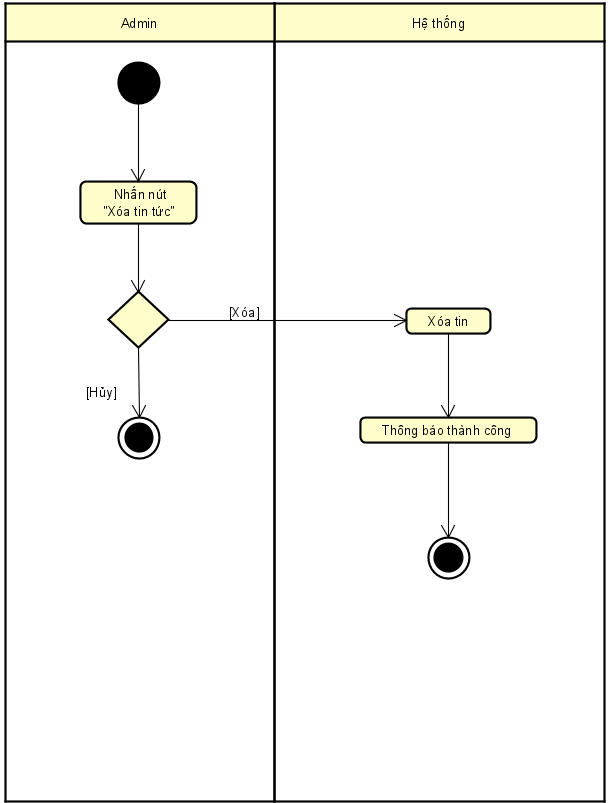 Admin
Hệ thống
Nhấn nút
"Xóa tin tức"
[Xóa]
Xóa tin
[Hủy]
Thông báo thành công